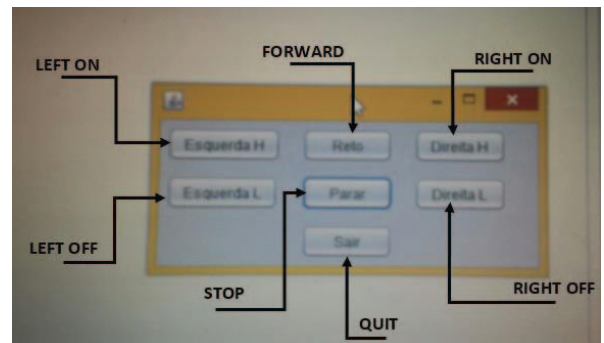 FORWARD
LEFT ON
RIGHT ON
Esquerda H
Reto
Direita H
Esquerda L
Parar
Direita L
Sair
LEFT OFF
STOP
RIGHT OFF
QUIT